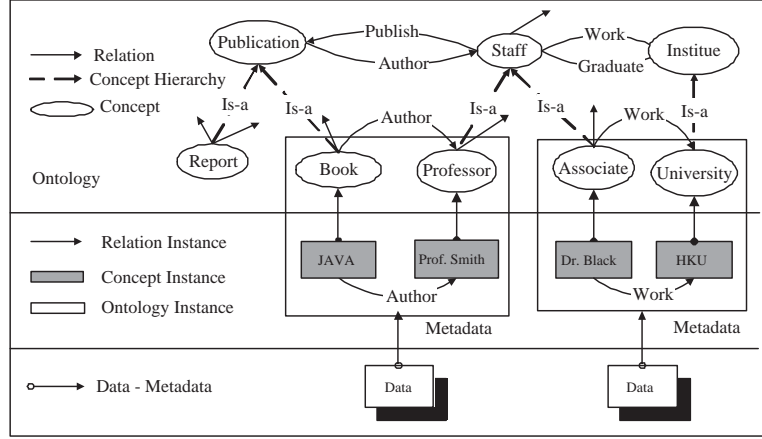 Relation
Concept Hierarchy
Concept
Publication
Publish
Author
Staff
Work
Graduate
Institue
Is-a
Is-a
Is-a
Is-a
Is-a
Author
Work
Report
Book
Professor
Associate
University
Ontology
Relation Instance
Concept Instance
Ontology Instance
JAVA
Prof. Smith
Author
Metadata
Dr. Black
HKU
Work
Metadata
Data - Metadata
Data
Data